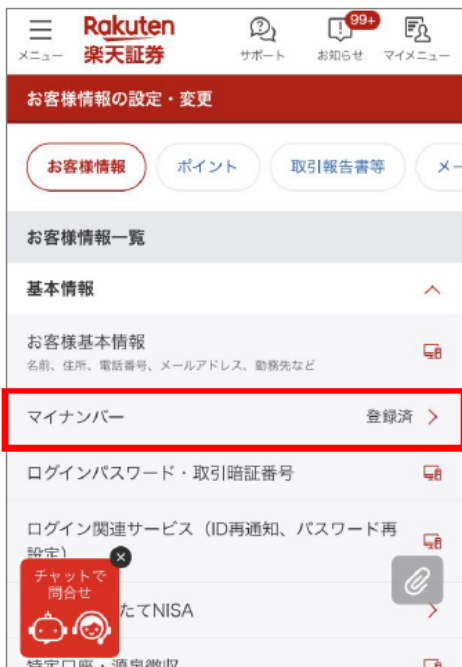 Rakuten
楽天証券
メニュー
サポート
99+
お知らせ
マイメニュー
お客様情報の設定・変更
お客様情報
ポイント
取引報告書等
メー
お客様情報一覧
基本情報
お客様基本情報
名前、住所、電話番号、メールアドレス、勤務先など
マイナンバー
登録済
ログインパスワード・取引暗証番号
ログイン関連サービス（ID再通知、パスワード再
設定）
チャットで
問合せ
たてNISA
特定口座・源泉徴収